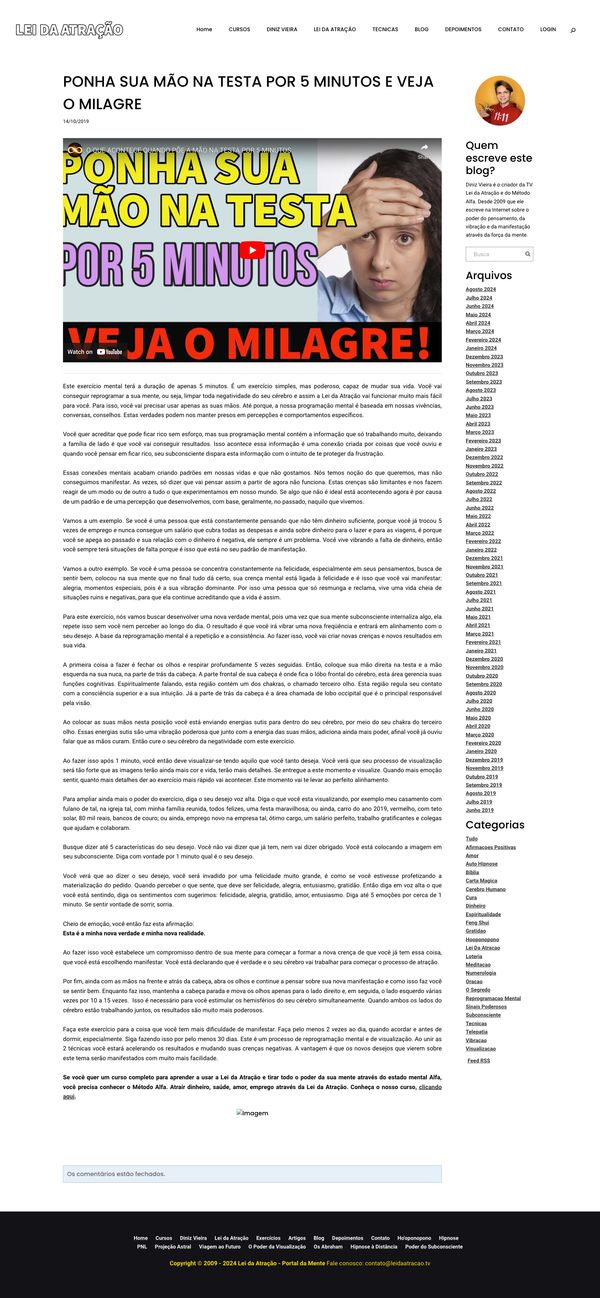 LEI DA ATRAÇÃO
Home CURSOS DINIZ VIEIRA LEI DA ATRAÇÃO TECNICAS BLOG DEPOIMENTOS CONTATO LOGIN
PONHA SUA MÃO NA TESTA POR 5 MINUTOS E VEJA
O MILAGRE
14/10/2019
O QUE ACONTECE QUANDO PÕE A MÃO NA TESTA POR 5 MINUTOS
Share
PONHA SUA
MÃO NA TESTA
POR 5 MINUTOS
VEJA O MILAGRE!
Watch on YouTube
Este exercício mental terá a duração de apenas 5 minutos. É um exercício simples, mas poderoso, capaz de mudar sua vida. Você vai
conseguir reprogramar a sua mente, ou seja, limpar toda negatividade do seu cérebro e assim a Lei da Atração vai funcionar muito mais fácil
para você. Para isso, você vai precisar usar apenas as suas mãos. Até porque, a nossa programação mental é baseada em nossas vivências,
conversas, conselhos. Estas verdades podem nos manter presos em percepções e comportamentos específicos.
Você quer acreditar que pode ficar rico sem esforço, mas sua programação mental contém a informação que só trabalhando muito, deixando
a família de lado é que você vai conseguir resultados. Isso acontece essa informação é uma conexão criada por coisas que você ouviu e
quando você pensar em ficar rico, seu subconsciente dispara esta informação com o intuito de te proteger da frustração.
Essas conexões mentais acabam criando padrões em nossas vidas e que não gostamos. Nós temos noção do que queremos, mas não
conseguimos manifestar. As vezes, só dizer que vai pensar assim a partir de agora não funciona. Estas crenças são limitantes e nos fazem
reagir de um modo ou de outro a tudo o que experimentamos em nosso mundo. Se algo que não é ideal está acontecendo agora é por causa
de um padrão e de uma percepção que desenvolvemos, com base, geralmente, no passado, naquilo que vivemos.
Vamos a um exemplo. Se você é uma pessoa que está constantemente pensando que não têm dinheiro suficiente, porque você já trocou 5
vezes de emprego e nunca consegue um salário que cubra todas as despesas e ainda sobre dinheiro para o lazer e para as viagens, é porque
você se apega ao passado e sua relação com o dinheiro é negativa, ele sempre é um problema. Você vive vibrando a falta de dinheiro, então
você sempre terá situações de falta porque é isso que está no seu padrão de manifestação.
Vamos a outro exemplo. Se você é uma pessoa se concentra constantemente na felicidade, especialmente em seus pensamentos, busca de
sentir bem, colocou na sua mente que no final tudo dá certo, sua crença mental está ligada à felicidade e é isso que você vai manifestar:
alegria, momentos especiais, pois é a sua vibração dominante. Por isso uma pessoa que só resmunga e reclama, vive uma vida cheia de
situações ruins e negativas, para que ela continue acreditando que a vida é assim.
Para este exercício, nós vamos buscar desenvolver uma nova verdade mental, pois uma vez que sua mente subconsciente internaliza algo, ela
repete isso sem você nem perceber ao longo do dia. O resultado é que você irá vibrar uma nova freqüência e entrará em alinhamento com o
seu desejo. A base da reprogramação mental é a repetição e a consistência. Ao fazer isso, você vai criar novas crenças e novos resultados em
sua vida.
A primeira coisa a fazer é fechar os olhos e respirar profundamente 5 vezes seguidas. Então, coloque sua mão direita na testa e a mão
esquerda na sua nuca, na parte de trás da cabeça. A parte frontal de sua cabeça é onde fica o lobo frontal do cérebro, esta área gerencia suas
funções cognitivas. Espiritualmente falando, esta região contém um dos chakras, o chamado terceiro olho. Esta região regula seu contato
com a consciência superior e a sua intuição. Já a parte de trás da cabeça é a área chamada de lobo occipital que é o principal responsável
pela visão.
Ao colocar as suas mãos nesta posição você está enviando energias sutis para dentro do seu cérebro, por meio do seu chakra do terceiro
olho. Essas energias sutis são uma vibração poderosa que junto com a energia das suas mãos, adiciona ainda mais poder, afinal você já ouviu
falar que as mãos curam. Então cure o seu cérebro da negatividade com este exercício.
Ao fazer isso após 1 minuto, você então deve visualizar-se tendo aquilo que você tanto deseja. Você verá que seu processo de visualização
será tão forte que as imagens terão ainda mais cor e vida, terão mais detalhes. Se entregue a este momento e visualize. Quando mais emoção
sentir, quanto mais detalhes der ao exercício mais rápido vai acontecer. Este momento vai te levar ao perfeito alinhamento.
Para ampliar ainda mais o poder do exercício, diga o seu desejo voz alta. Diga o que você esta visualizando, por exemplo meu casamento com
fulano de tal, na igreja tal, com minha família reunida, todos felizes, uma festa maravilhosa; ou ainda, carro do ano 2019, vermelho, com teto
solar, 80 mil reais, bancos de couro; ou ainda, emprego novo na empresa tal, ótimo cargo, um salário perfeito, trabalho gratificantes e colegas
que ajudam e colaboram.
Busque dizer até 5 características do seu desejo. Você não vai dizer que já tem, nem vai dizer obrigado. Você está colocando a imagem em
seu subconsciente. Diga com vontade por 1 minuto qual é o seu desejo.
Você verá que ao dizer o seu desejo, você será invadido por uma felicidade muito grande, é como se você estivesse profetizando a
materialização do pedido. Quando perceber o que sente, que deve ser felicidade, alegria, entusiasmo, gratidão. Então diga em voz alta o que
você está sentindo, diga os sentimentos com sugerimos: felicidade, alegria, gratidão, amor, entusiasmo. Diga até 5 emoções por cerca de 1
minuto. Se sentir vontade de sorrir, sorria.
Cheio de emoção, você então faz esta afirmação:
Esta é a minha nova verdade e minha nova realidade.
Ao fazer isso você estabelece um compromisso dentro de sua mente para começar a formar a nova crença de que você já tem essa coisa,
que você está escolhendo manifestar. Você está declarando que é verdade e o seu cérebro vai trabalhar para começar o processo de atração.
Por fim, ainda com as mãos na frente e atrás da cabeça, abra os olhos e continue a pensar sobre sua nova manifestação e como isso faz você
se sentir bem. Enquanto faz isso, mantenha a cabeça parada e mova os olhos apenas para o lado direito e, em seguida, o lado esquerdo várias
vezes por 10 a 15 vezes. Isso é necessário para você estimular os hemisférios do seu cérebro simultaneamente. Quando ambos os lados do
cérebro estão trabalhando juntos, os resultados são muito mais poderosos.
Faça este exercício para a coisa que você tem mais dificuldade de manifestar. Faça pelo menos 2 vezes ao dia, quando acordar e antes de
dormir, especialmente. Siga fazendo isso por pelo menos 30 dias. Este é um processo de reprogramação mental e de visualização. Ao unir as
2 técnicas você estará acelerando os resultados e mudando suas crenças negativas. A vantagem é que os novos desejos que vierem sobre
este tema serão manifestados com muito mais facilidade.
Se você quer um curso completo para aprender a usar a Lei da Atração e tirar todo o poder da sua mente através do estado mental Alfa,
você precisa conhecer o Método Alfa. Atrair dinheiro, saúde, amor, emprego através da Lei da Atração. Conheça o nosso curso, clicando
aqui.
Imagem
Os comentários estão fechados.
11:11
Quem
escreve este
blog?
Diniz Vieira é o criador da TV
Lei da Atração e do Método
Alfa. Desde 2009 que ele
escreve na Internet sobre o
poder do pensamento, da
vibração e da manifestação
através da força da mente.
Busca
Arquivos
Agosto 2024
Julho 2024
Junho 2024
Maio 2024
Abril 2024
Março 2024
Fevereiro 2024
Janeiro 2024
Dezembro 2023
Novembro 2023
Outubro 2023
Setembro 2023
Agosto 2023
Julho 2023
Junho 2023
Maio 2023
Abril 2023
Março 2023
Fevereiro 2023
Janeiro 2023
Dezembro 2022
Novembro 2022
Outubro 2022
Setembro 2022
Agosto 2022
Julho 2022
Junho 2022
Maio 2022
Abril 2022
Março 2022
Fevereiro 2022
Janeiro 2022
Dezembro 2021
Novembro 2021
Outubro 2021
Setembro 2021
Agosto 2021
Julho 2021
Junho 2021
Maio 2021
Abril 2021
Março 2021
Fevereiro 2021
Janeiro 2021
Dezembro 2020
Novembro 2020
Outubro 2020
Setembro 2020
Agosto 2020
Julho 2020
Junho 2020
Maio 2020
Abril 2020
Março 2020
Fevereiro 2020
Janeiro 2020
Dezembro 2019
Novembro 2019
Outubro 2019
Setembro 2019
Agosto 2019
Julho 2019
Junho 2019
Categorias
Tudo
Afirmacoes Positivas
Amor
Auto Hipnose
Bíblia
Carta Magica
Cerebro Humano
Cura
Dinheiro
Espiritualidade
Feng Shui
Gratidao
Hooponopono
Lei Da Atracao
Loteria
Meditacao
Numerologia
Oracao
O Segredo
Reprogramacao Mental
Sinais Poderosos
Subconsciente
Tecnicas
Telepatia
Vibracao
Visualizacao
Feed RSS
Home Cursos Diniz Vieira Lei da Atração Exercícios Artigos Blog Depoimentos Contato Ho'oponopono Hipnose
PNL Projeção Astral Viagem ao Futuro O Poder da Visualização Os Abraham Hipnose à Distância Poder do Subconsciente
Copyright © 2009 - 2024 Lei da Atração - Portal da Mente Fale conosco: contato@leidaatracao.tv